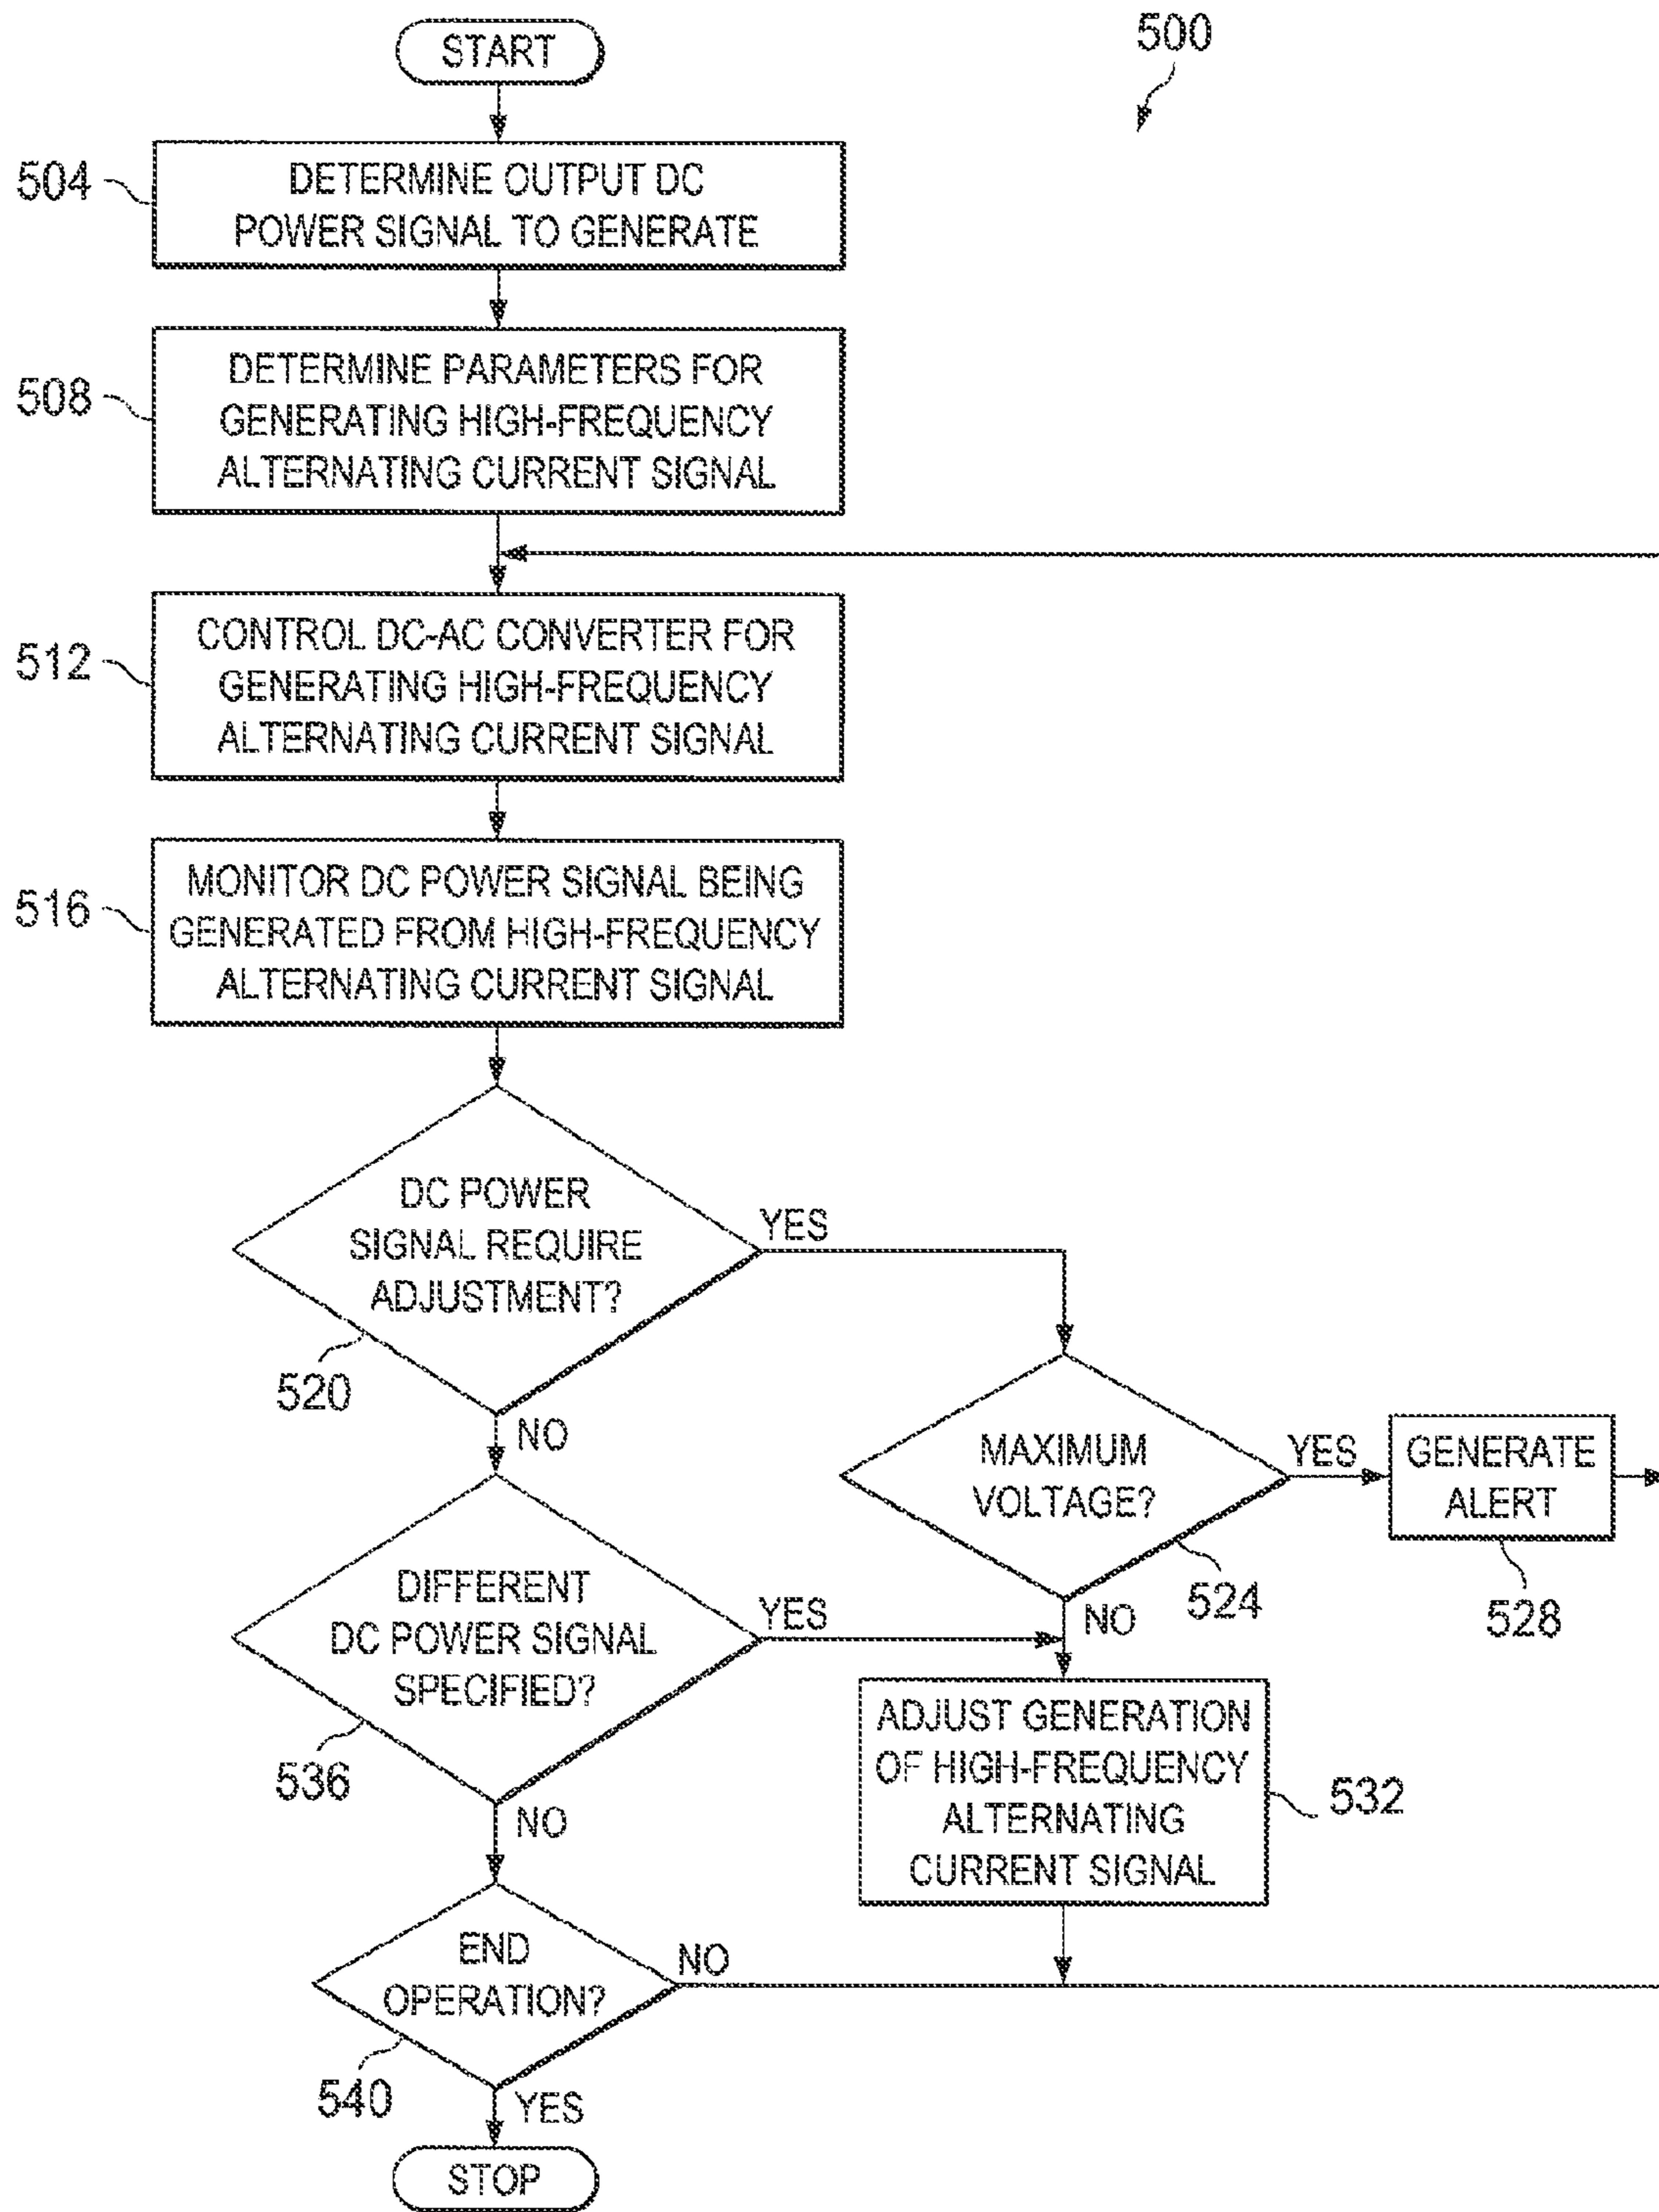 START
500
504
DETERMINE OUTPUT DC
POWER SIGNAL TO GENERATE
508
DETERMINE PARAMETERS FOR
GENERATING HIGH-FREQUENCY
ALTERNATING CURRENT SIGNAL
512
CONTROL DC-AC CONVERTER FOR
GENERATING HIGH-FREQUENCY
ALTERNATING CURRENT SIGNAL
516
MONITOR DC POWER SIGNAL BEING
GENERATED FROM HIGH-FREQUENCY
ALTERNATING CURRENT SIGNAL
DC POWER
SIGNAL REQUIRE
ADJUSTMENT?
YES
520
NO
MAXIMUM
VOLTAGE?
YES
524
NO
GENERATE
ALERT
528
DIFFERENT
DC POWER SIGNAL
SPECIFIED?
YES
536
NO
ADJUST GENERATION
OF HIGH-FREQUENCY
ALTERNATING
CURRENT SIGNAL
532
END
OPERATION?
NO
540
YES
STOP